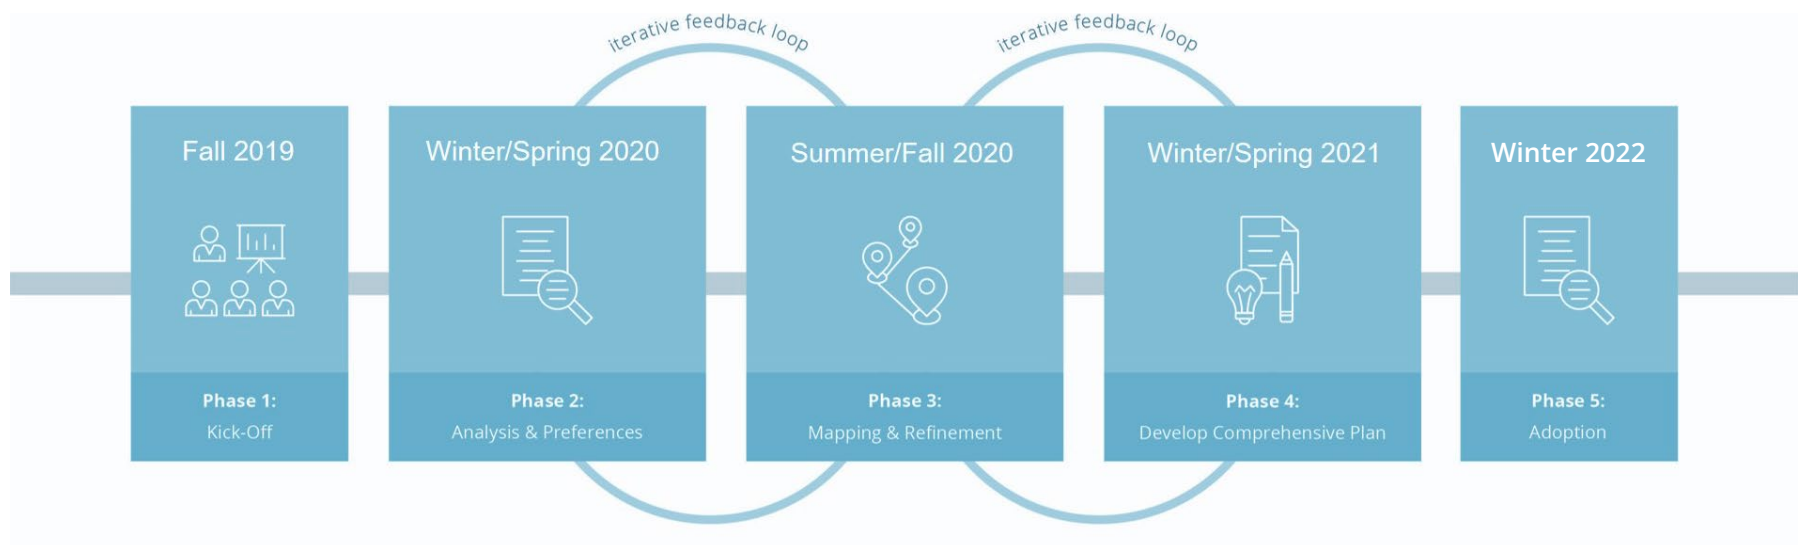 iterative feedback loop
iterative feedback loop
Fall 2019
Phase 1:
Kick-Off
Winter/Spring 2020
Phase 2:
Analysis & Preferences
Summer/Fall 2020
Phase 3:
Mapping & Refinement
Winter/Spring 2021
Phase 4:
Develop Comprehensive Plan
Winter 2022
Phase 5:
Adoption